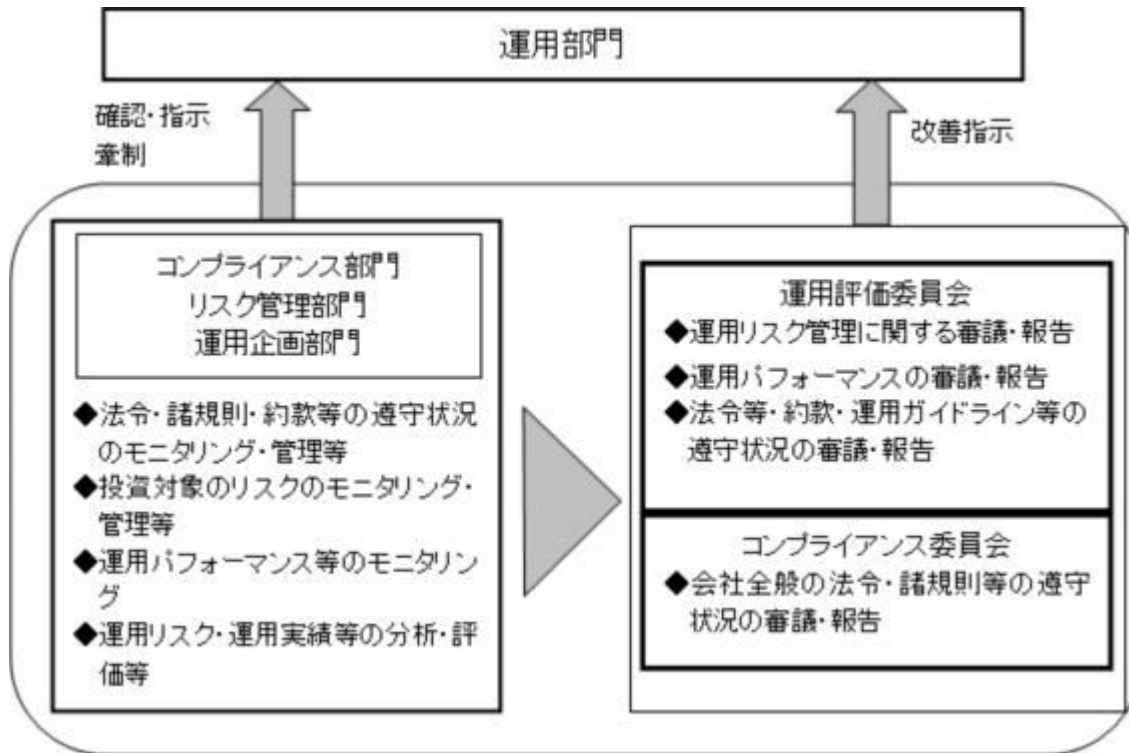 運用部門
確認・指示
牽制
改善指示
コンプライアンス部門
リスク管理部門
運用企画部門
◆法令・諸規則・約款等の遵守状況
のモニタリング・管理等
◆投資対象のリスクのモニタリング・
管理等
◆運用パフォーマンス等のモニタリン
グ
◆運用リスク・運用実績等の分析・評
価等
運用評価委員会
◆運用リスク管理に関する審議・報告
◆運用パフォーマンスの審議・報告
◆法令等・約款・運用ガイドライン等の
遵守状況の審議・報告
コンプライアンス委員会
◆会社全般の法令・諸規則等の遵守
状況の審議・報告